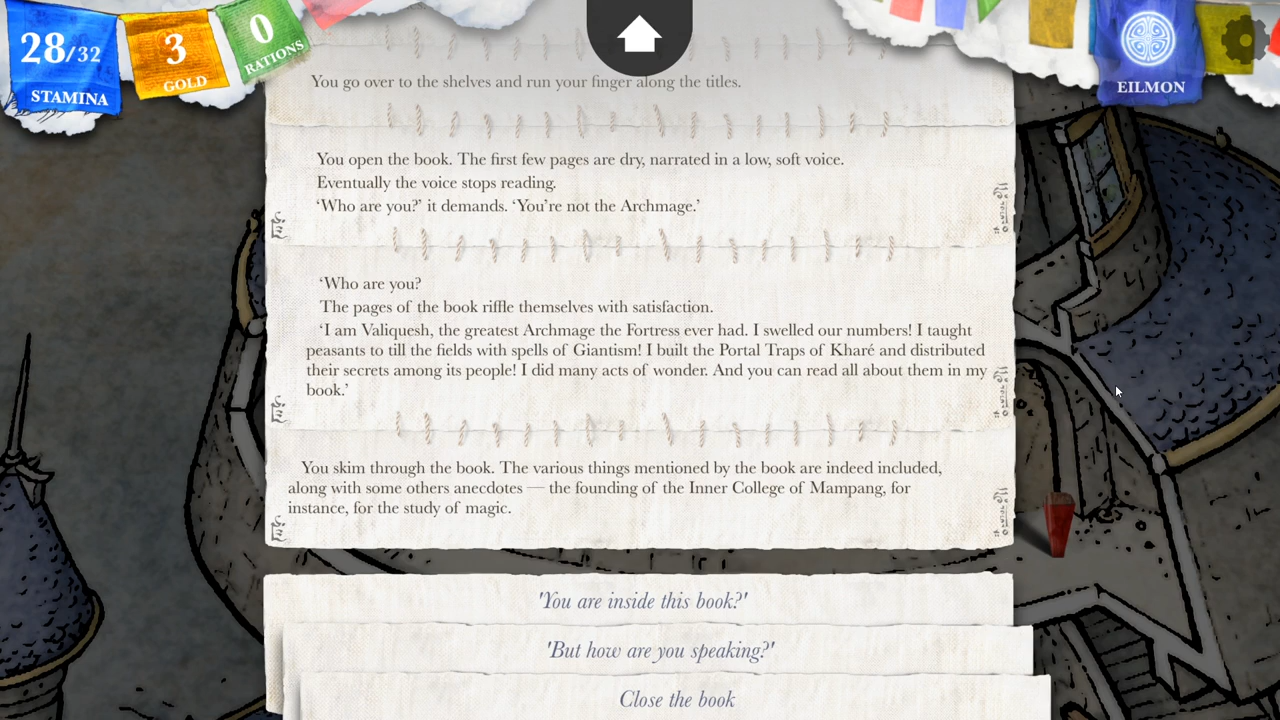 28/32
STAMINA
3
GOLD
0
RATIONS
EILMON
You go over to the shelves and run your finger along the titles.
You open the book. The first few pages are dry, narrated in a low, soft voice.
Eventually the voice stops reading.
‘Who are you?’ it demands. ‘You’re not the Archmage.’
‘Who are you?
The pages of the book riffle themselves with satisfaction.
‘I am Valiquesh, the greatest Archmage the Fortress ever had. I swelled our numbers! I taught
peasants to till the fields with spells of Giantism! I built the Portal Traps of Kharé and distributed
their secrets among its people! I did many acts of wonder. And you can read all about them in my
book.’
You skim through the book. The various things mentioned by the book are indeed included,
along with some others anecdotes — the founding of the Inner College of Mampang, for
instance, for the study of magic.
'You are inside this book?'
'But how are you speaking?'
Close the book